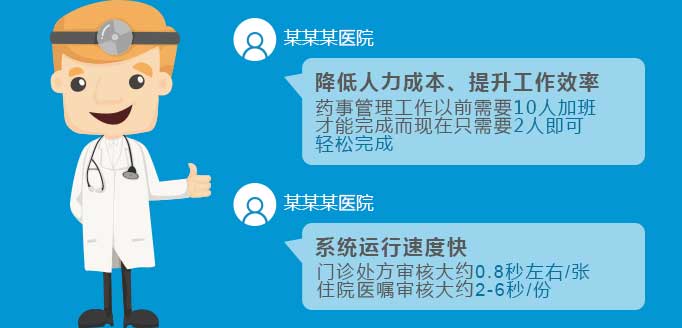 某某某医院
降低人力成本、提升工作效率
药事管理工作以前需要10人加班
才能完成而现在只需要2人即可
轻松完成
某某某医院
系统运行速度快
门诊处方审核大约0.8秒左右/张
住院医嘱审核大约2-6秒/份